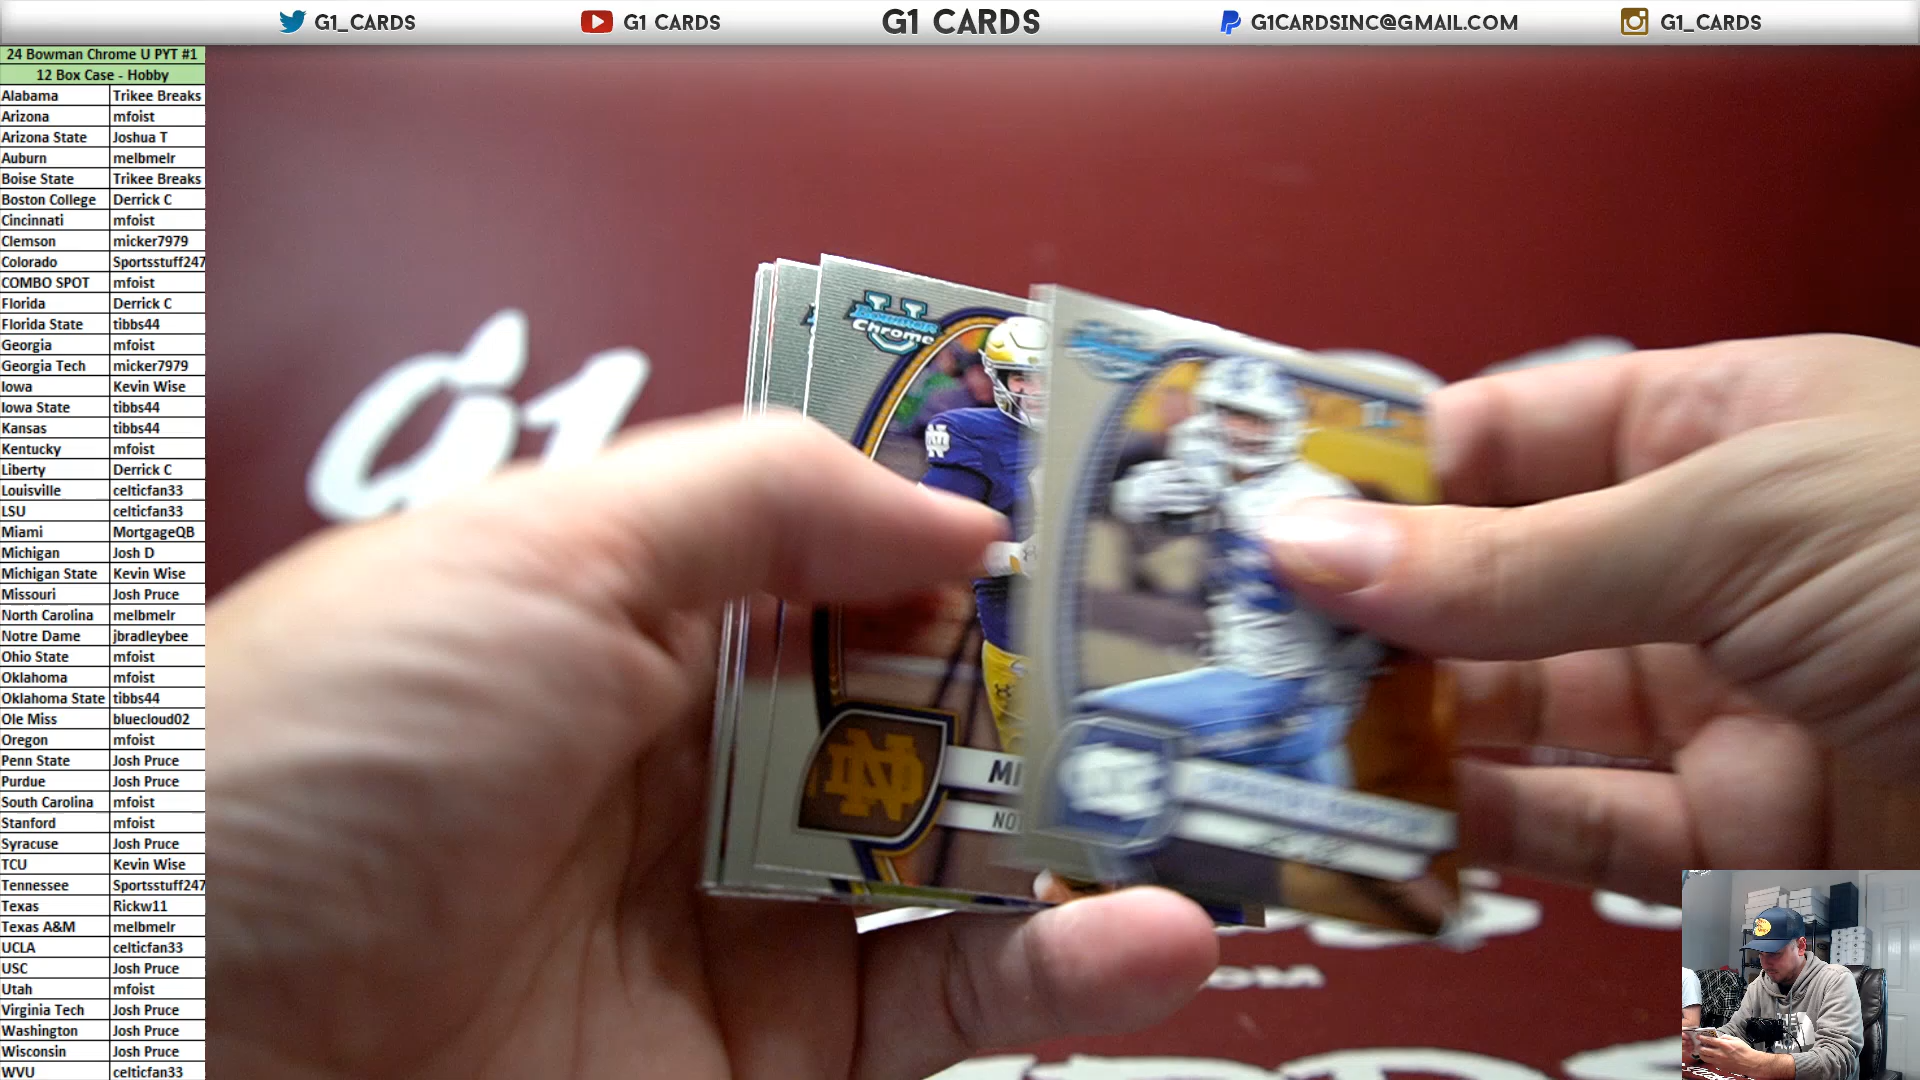 G1_CARDS
G1 CARDS
G1 CARDS
G1CARDSINC@GMAIL.COM
G1_CARDS
24 Bowman Chrome U PYT #1
12 Box Case - Hobby
Alabama Trikee Breaks
Arizona mfoist
Arizona State Joshua T
Auburn melbmelr
Boise State Trikee Breaks
Boston College Derrick C
Cincinnati mfoist
Clemson micker7979
Colorado Sportsstuff247
COMBO SPOT mfoist
Florida Derrick C
Florida State tibbs44
Georgia mfoist
Georgia Tech micker7979
Iowa Kevin Wise
Iowa State tibbs44
Kansas tibbs44
Kentucky mfoist
Liberty Derrick C
Louisville celticfan33
LSU celticfan33
Miami MortgageQB
Michigan Josh D
Michigan State Kevin Wise
Missouri Josh Pruce
North Carolina melbmelr
Notre Dame jbradleybee
Ohio State mfoist
Oklahoma mfoist
Oklahoma State tibbs44
Ole Miss bluecloud02
Oregon mfoist
Penn State Josh Pruce
Purdue Josh Pruce
South Carolina mfoist
Stanford mfoist
Syracuse Josh Pruce
TCU Kevin Wise
Tennessee Sportsstuff247
Texas Rickw11
Texas A&M melbmelr
UCLA celticfan33
USC Josh Pruce
Utah mfoist
Virginia Tech Josh Pruce
Washington Josh Pruce
Wisconsin Josh Pruce
WVU celticfan33
G1
U
Bowman
Chrome
ND
MI
NO